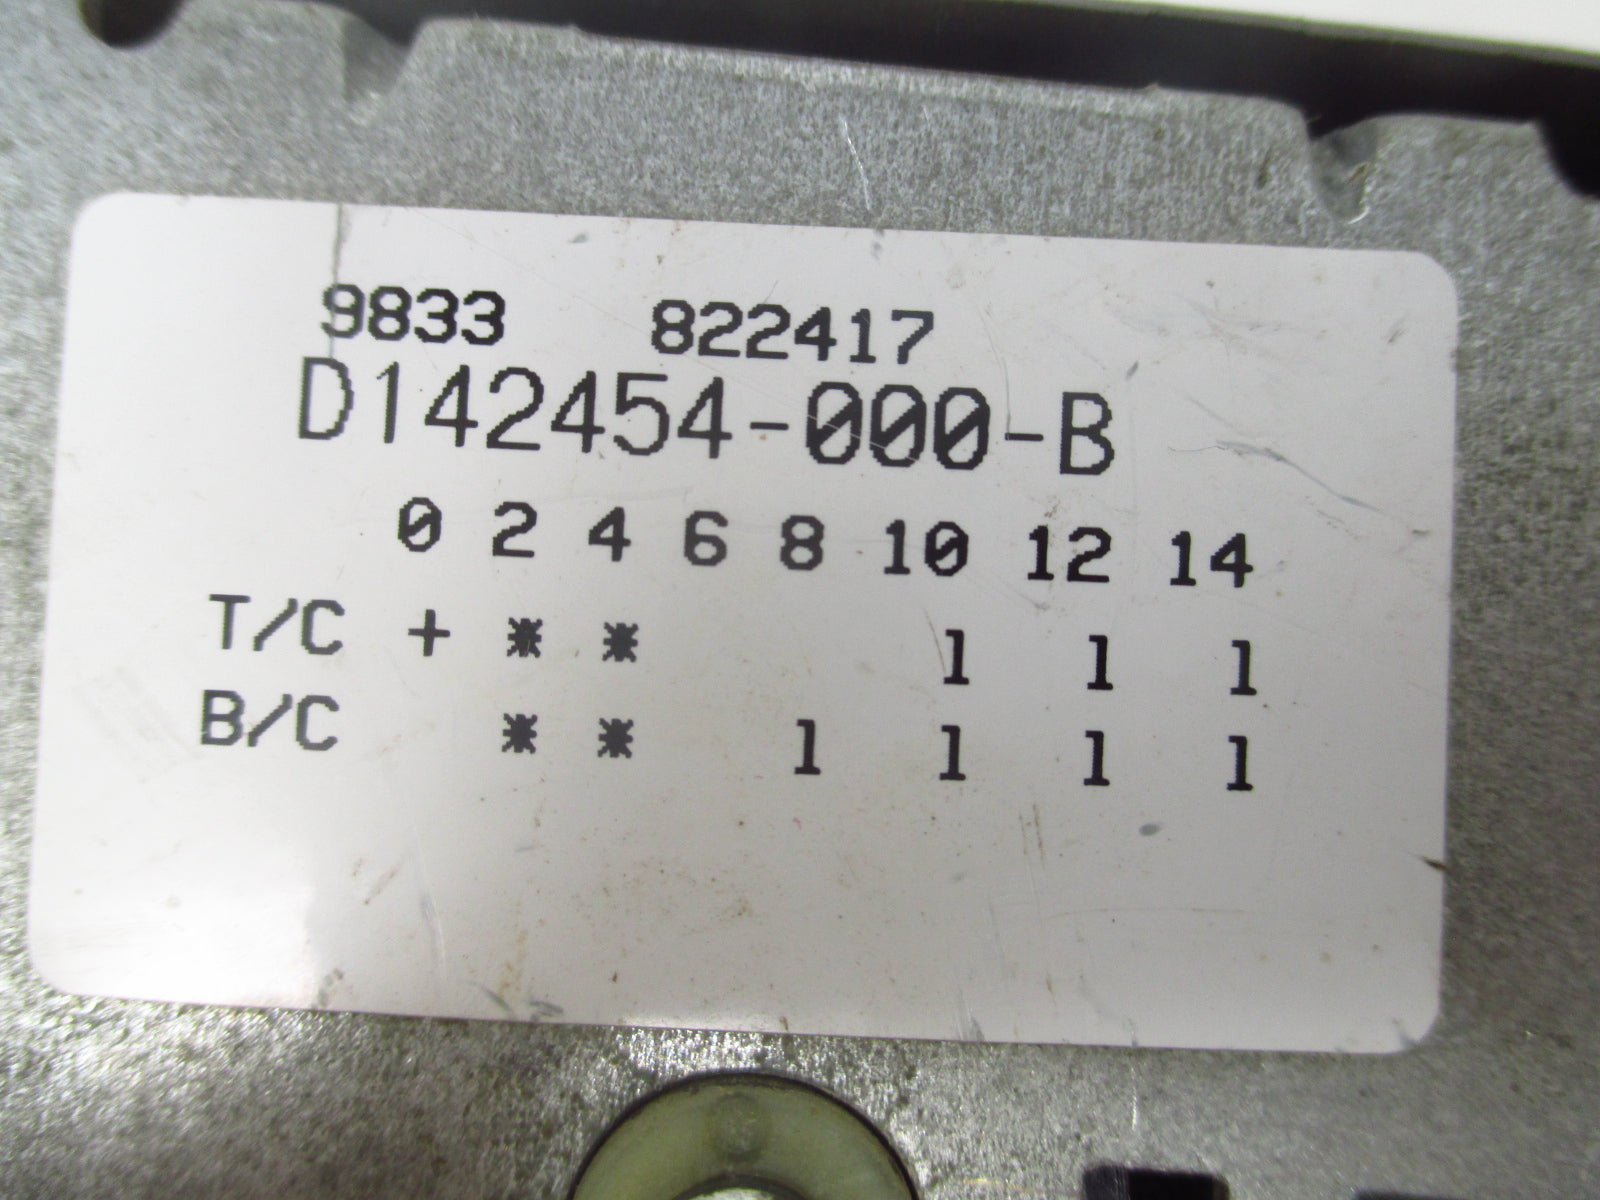 9833 822417
D142454-000-B
0 2 4 6 8 10 12 14
T/C + * * 1 1 1
B/C * * 1 1 1 1